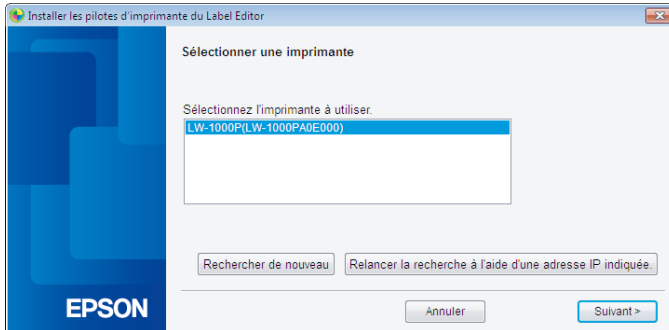 Installer les pilotes d'imprimante du Label Editor
Sélectionner une imprimante
Sélectionnez l'imprimante à utiliser.
LW-1000P(LW-1000PA0E000)
Rechercher de nouveau
Relancer la recherche à l'aide d'une adresse IP indiquée.
EPSON
Annuler
Suivant >